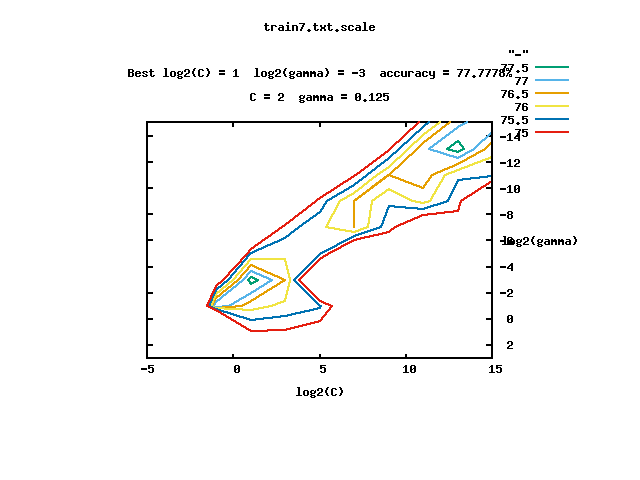 train7.txt.scale
"-"
Best log2(C) = 1  log2(gamma) = -3  accuracy = 77.7778%
77.5
77
76.5
76
75.5
75
C = 2  gamma = 0.125
-14
-12
-10
-8
-6
log2(gamma)
-4
-2
0
2
-5 0 5 10 15
log2(C)